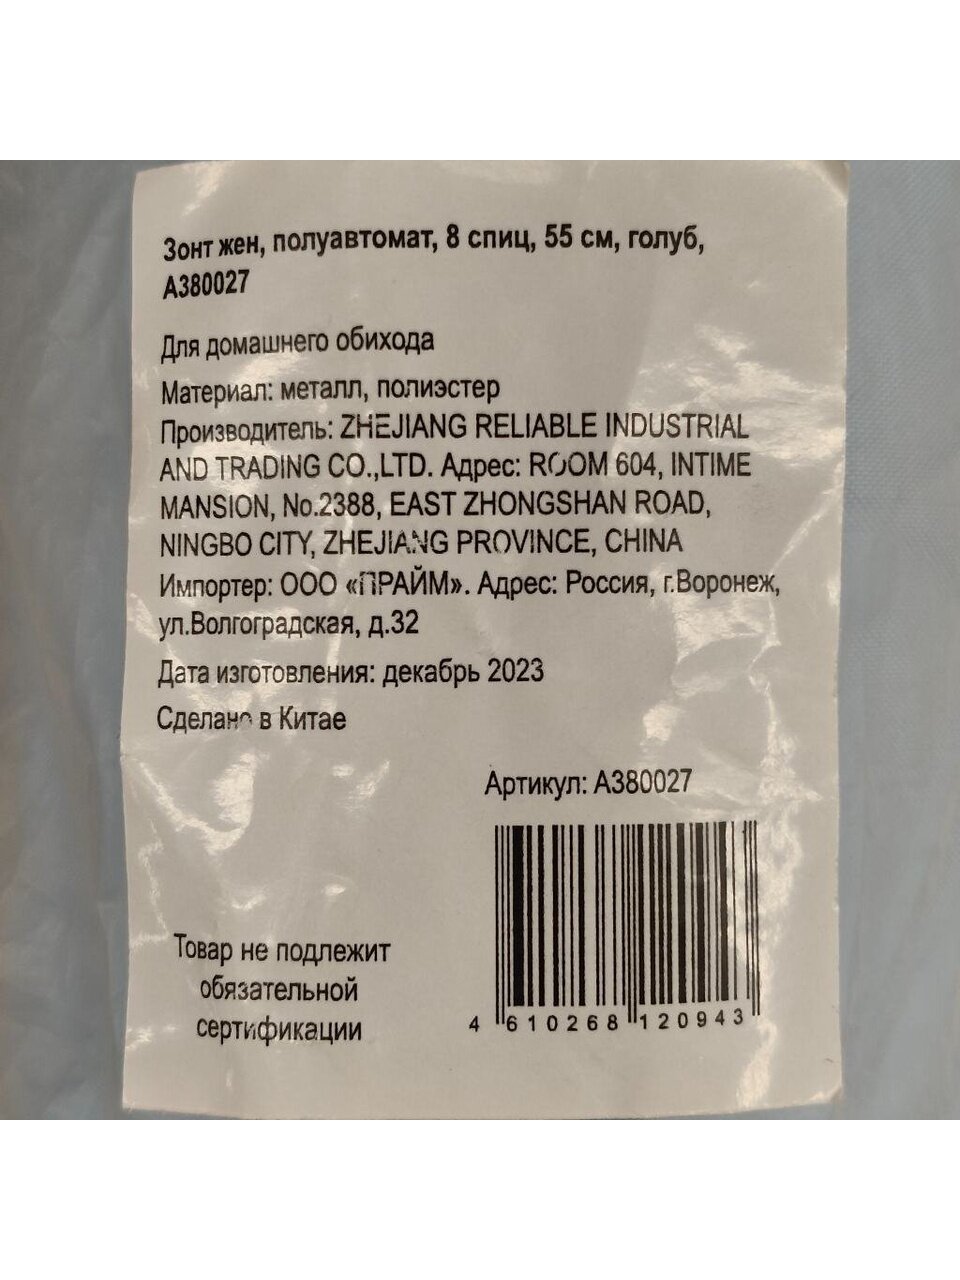 Зонт жен, полуавтомат, 8 спиц, 55 см, голуб,
А380027
Для домашнего обихода
Материал: металл, полиэстер
Производитель: ZHEJIANG RELIABLE INDUSTRIAL
AND TRADING CO.,LTD. Адрес: ROOM 604, INTIME
MANSION, No.2388, EAST ZHONGSHAN ROAD,
NINGBO CITY, ZHEJIANG PROVINCE, CHINA
Импортер: ООО «ПРАЙМ». Адрес: Россия, г.Воронеж,
ул.Волгоградская, д.32
Дата изготовления: декабрь 2023
Сделано в Китае
Артикул: А380027
Товар не подлежит
обязательной
сертификации
4 610268 120943